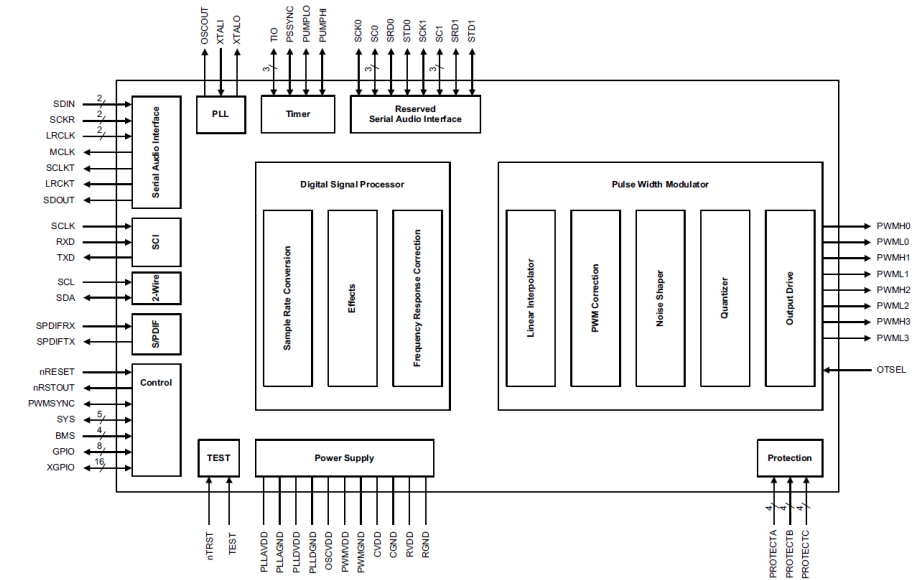 OSCOUT
XTALI
XTALO
TIO
PSSYNC
PUMPLO
PUMPHI
SCK0
SC0
SRD0
STD0
SCK1
SC1
SRD1
STD1
3
3
3
SDIN
2
SCKR
2
LRCLK
2
MCLK
SCLKT
LRCKT
SDOUT
Serial Audio Interface
PLL
Timer
Reserved
Serial Audio Interface
SCLK
RXD
TXD
SCI
SCL
SDA
2-Wire
SPDIFRX
SPDIFTX
S/PDIF
nRESET
nRSTOUT
PWMSYNC
SYS
5
BMS
4
GPIO
8
XGPIO
16
Control
Digital Signal Processor
Sample Rate Conversion
Effects
Frequency Response Correction
Pulse Width Modulator
Linear Interpolator
PWM Correction
Noise Shaper
Quantizer
Output Drive
PWMH0
PWML0
PWMH1
PWML1
PWMH2
PWML2
PWMH3
PWML3
OTSEL
TEST
Power Supply
Protection
nTRST
TEST
PLLAVDD
PLLAGND
PLLDVDD
PLLDGND
OSCVDD
PWMVDD
PWMGND
CVDD
CGND
RVDD
RGND
4
4
4
PROTECTA
PROTECTB
PROTECTC